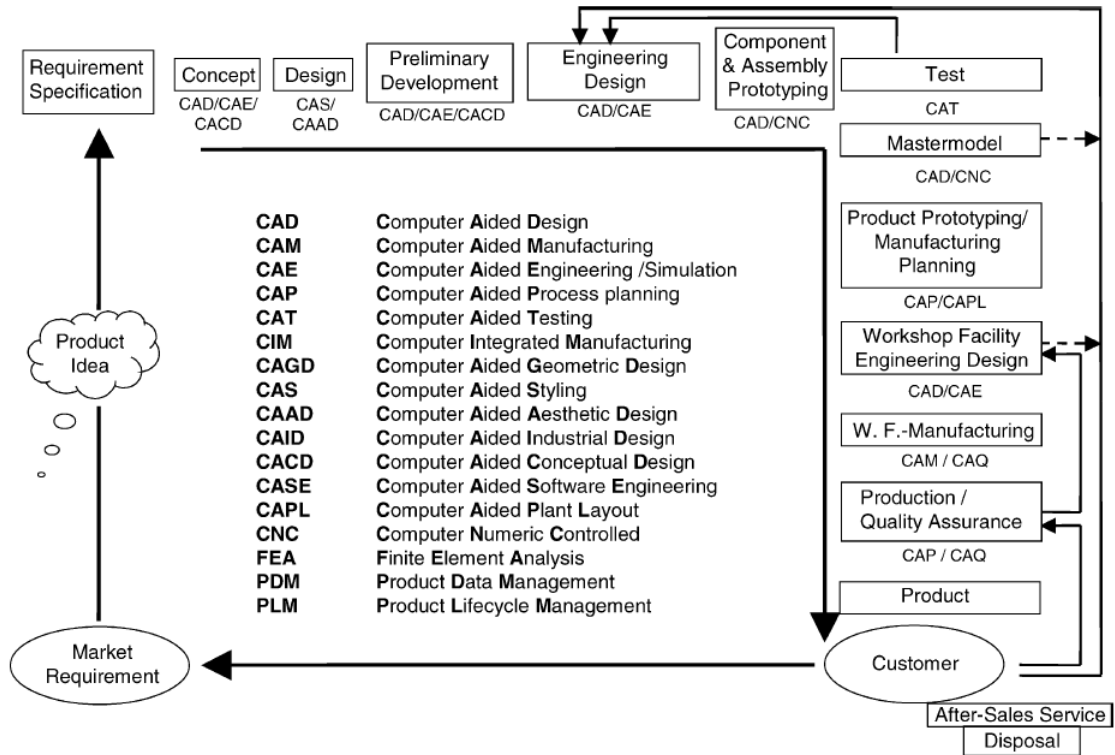 Requirement
Specification
Concept
CAD/CAE/
CACD
Design
CAS/
CAAD
Preliminary
Development
CAD/CAE/CACD
Engineering
Design
CAD/CAE
Component
& Assembly
Prototyping
CAD/CNC
Test
CAT
Mastermodel
CAD/CNC
Product Prototyping/
Manufacturing
Planning
CAP/CAPL
Workshop Facility
Engineering Design
CAD/CAE
W. F.-Manufacturing
CAM / CAQ
Production /
Quality Assurance
CAP / CAQ
Product
Customer
After-Sales Service
Disposal
Market
Requirement
Product
Idea
CAD Computer Aided Design
CAM Computer Aided Manufacturing
CAE Computer Aided Engineering /Simulation
CAP Computer Aided Process planning
CAT Computer Aided Testing
CIM Computer Integrated Manufacturing
CAGD Computer Aided Geometric Design
CAS Computer Aided Styling
CAAD Computer Aided Aesthetic Design
CAID Computer Aided Industrial Design
CACD Computer Aided Conceptual Design
CASE Computer Aided Software Engineering
CAPL Computer Aided Plant Layout
CNC Computer Numeric Controlled
FEA Finite Element Analysis
PDM Product Data Management
PLM Product Lifecycle Management